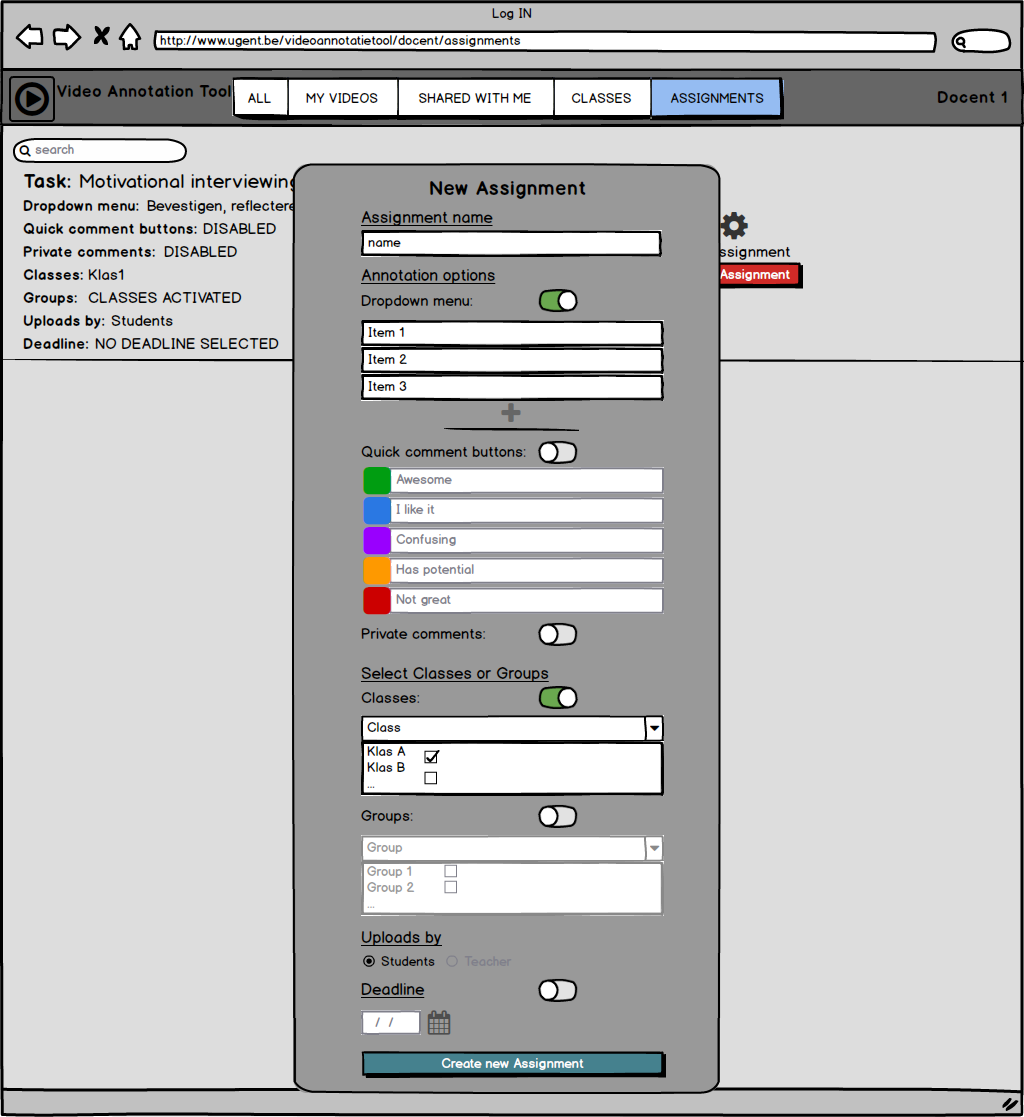 Log IN
http://www.ugent.be/videoannotatietool/docent/assignments
Video Annotation Tool
ALL
MY VIDEOS
SHARED WITH ME
CLASSES
ASSIGNMENTS
Docent 1
search
Task: Motivational interviewing
Dropdown menu: Bevestigen, reflectere
Quick comment buttons: DISABLED
Private comments: DISABLED
Classes: Klas1
Groups: CLASSES ACTIVATED
Uploads by: Students
Deadline: NO DEADLINE SELECTED
ssignment
Assignment
New Assignment
Assignment name
name
Annotation options
Dropdown menu:
Item 1
Item 2
Item 3
Quick comment buttons:
Awesome
I like it
Confusing
Has potential
Not great
Private comments:
Select Classes or Groups
Classes:
Class
Klas A
Klas B
...
Groups:
Group
Group 1
Group 2
...
Uploads by
Students Teacher
Deadline
/ /
Create new Assignment